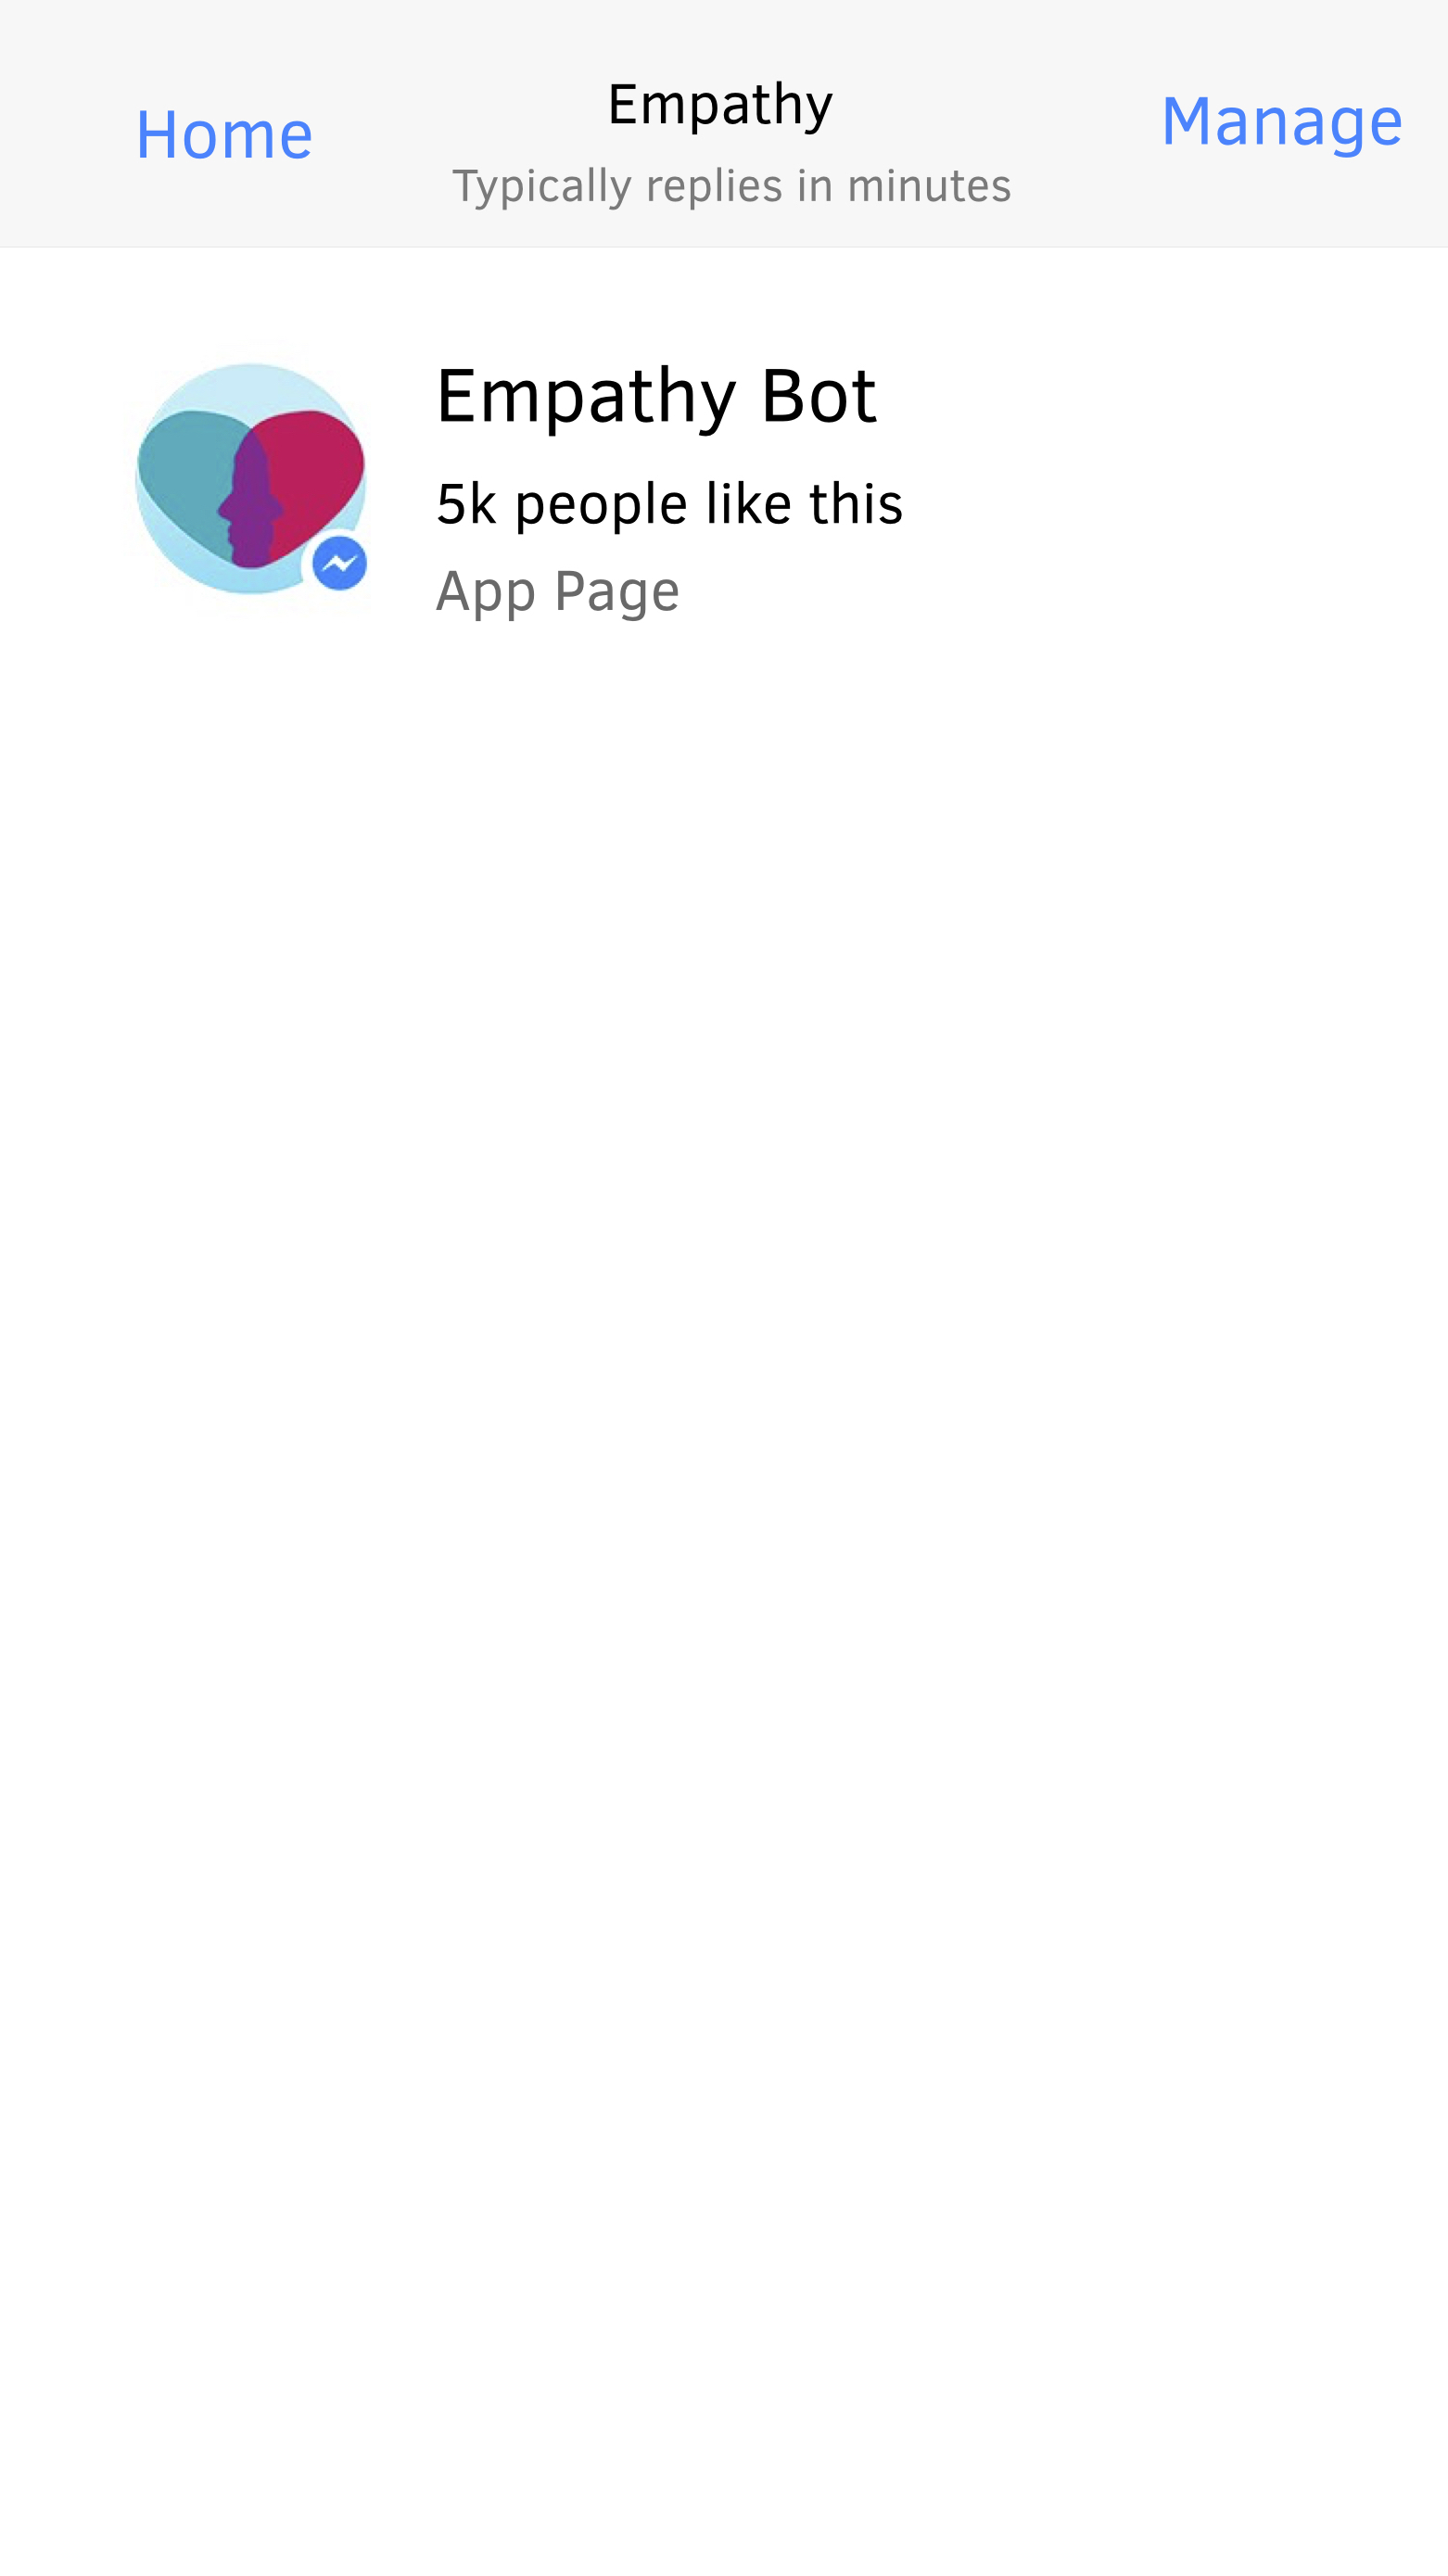 Home
Empathy
Manage
Typically replies in minutes
Empathy Bot
5k people like this
App Page